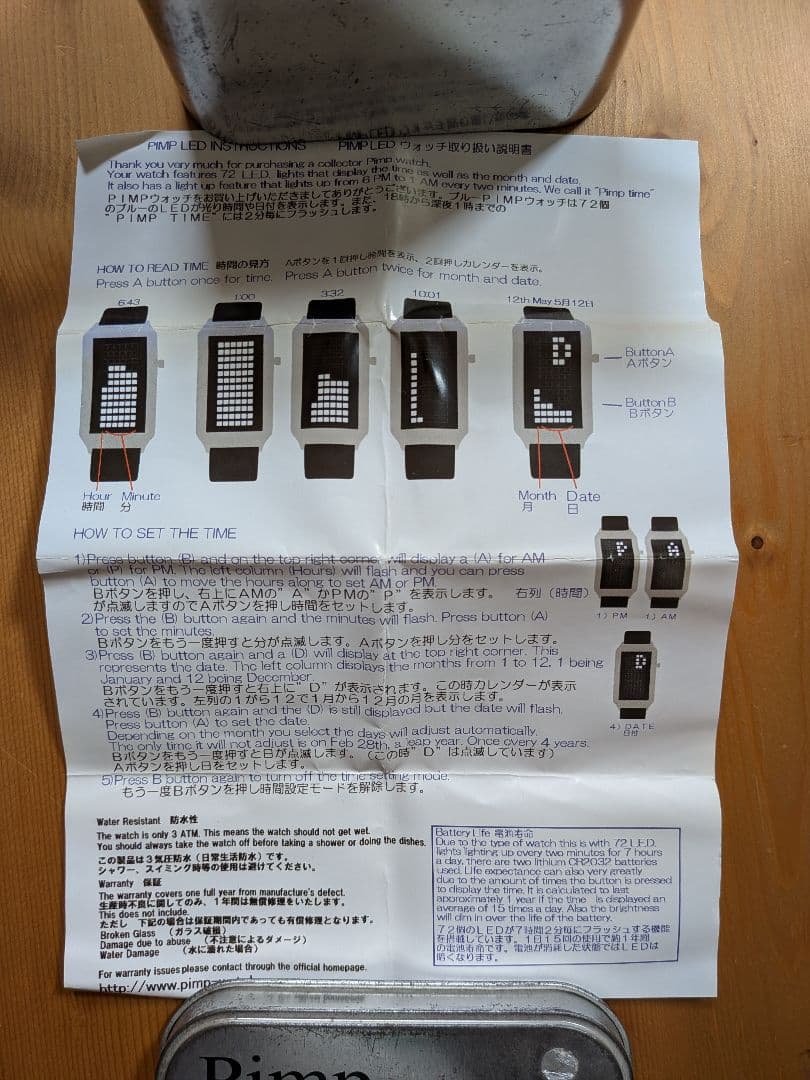 PIMP LED INSTRUCTIONS PIMP LED ウォッチ取り扱い説明書
Thank you very much for purchasing a collector Pimp watch.
Your watch features 72 L.E.D. lights that display the time as well as the month and date.
It also has a light up feature that lights up from 6 PM to 1 AM every two minutes. We call it "Pimp time"
PIMPウォッチをお買い上げいただきましてありがとうございます。ブルーPIMPウォッチは72個
のブルーのLEDが光り時間や日付を表示します。また、18時から深夜1時までの
"PIMP TIME"には2分毎にフラッシュします。
HOW TO READ TIME 時間の見方 Aボタンを1回押し時間を表示、2回押しカレンダーを表示。
Press A button once for time. Press A button twice for month and date.
6:43 1:00 3:32 10:01 12th May 5月12日
D
Button A
Aボタン
Button B
Bボタン
Hour Minute
時間 分
Month Date
月 日
HOW TO SET THE TIME
1)Press button (B) and on the top right corner will display a (A) for AM
or (P) for PM. The left column (Hours) will flash and you can press
button (A) to move the hours along to set AM or PM.
Bボタンを押し、右上にAMの"A"かPMの"P"を表示します。 右列(時間)
が点滅しますのでAボタンを押し時間をセットします。
2)Press the (B) button again and the minutes will flash. Press button (A)
to set the minutes.
Bボタンをもう一度押すと分が点滅します。Aボタンを押し分をセットします。
3)Press (B) button again and a (D) will display at the top right corner. This
represents the date. The left column displays the months from 1 to 12, 1 being
January and 12 being December.
Bボタンをもう一度押すと右上に"D"が表示されます。この時カレンダーが表示
されています。左列の1から12で1月から12月の月を表示します。
4)Press (B) button again and the (D) is still displayed but the date will flash.
Press button (A) to set the date.
Depending on the month you select the days will adjust automatically.
The only time it will not adjust is on Feb 28th, a leap year. Once every 4 years.
Bボタンをもう一度押すと日が点滅します。(この時"D"は点滅しています)
Aボタンを押し日をセットします。
5)Press B button again to turn off the time setting mode.
もう一度Bボタンを押し時間設定モードを解除します。
P A
1) PM 1) AM
D
4) DATE
日付
Water Resistant 防水性
The watch is only 3 ATM. This means the watch should not get wet.
You should always take the watch off before taking a shower or doing the dishes.
この製品は3気圧防水(日常生活防水)です。
シャワー、スイミング時等の使用は避けてください。
Warranty 保証
The warranty covers one full year from manufacture's defect.
生産時不良に関してのみ、1年間は無償修理をいたします。
This does not include.
ただし 下記の場合は保証期間内であっても有償修理となります。
Broken Glass (ガラス破損)
Damage due to abuse (不注意によるダメージ)
Water Damage (水に濡れた場合)
For warranty issues please contact through the official homepage.
http://www.pimp
Battery Life 電池寿命
Due to the type of watch this is with 72 L.E.D.
lights lighting up every two minutes for 7 hours
a day, there are two lithium CR2032 batteries
used. Life expectancy can also very greatly
due to the amount of times the button is pressed
to display the time. It is calculated to last
approximately 1 year if the time is displayed an
average of 15 times a day. Also the brightness
will dim in over the life of the battery.
72個のLEDが7時間2分毎にフラッシュする機能
を搭載しています。1日15回の使用で約1年間
の電池寿命です。電池が消耗した状態ではLEDは
暗くなります。
Pimp